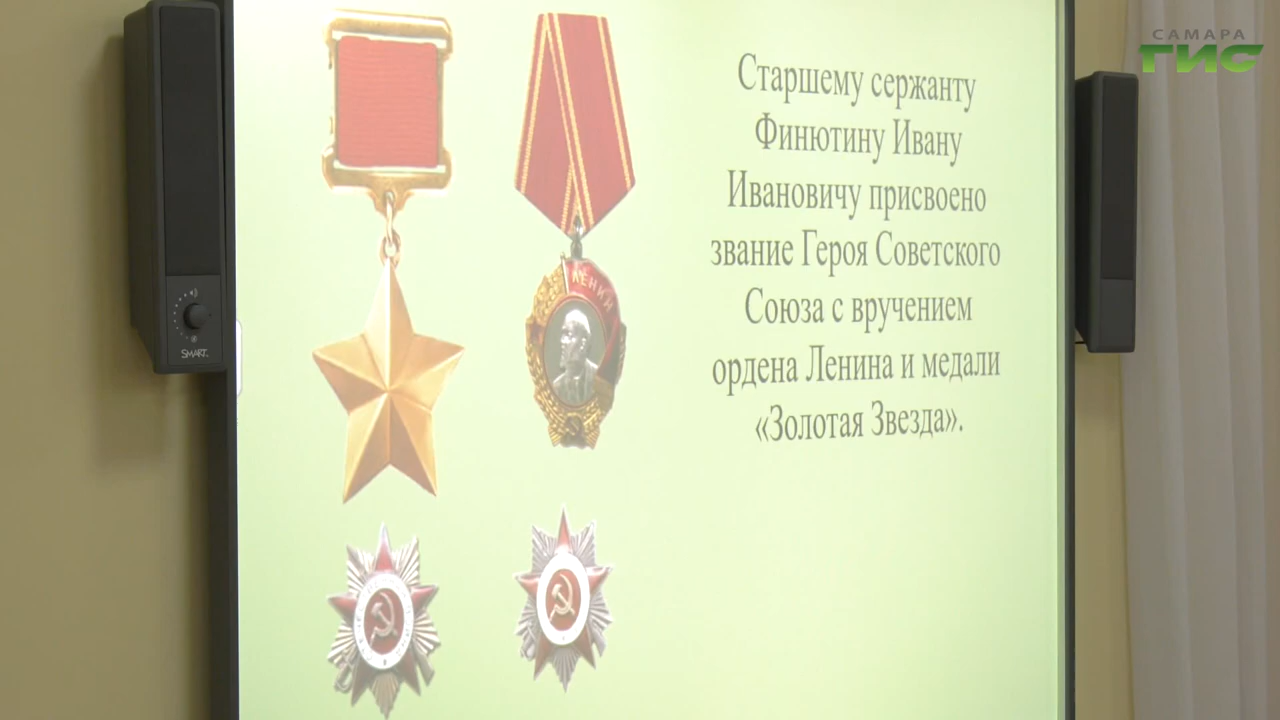 САМАРА
ГИС
Старшему сержанту
Финютину Ивану
Ивановичу присвоено
звание Героя Советского
Союза с вручением
ордена Ленина и медали
«Золотая Звезда».
ЛЕНИН
SMART